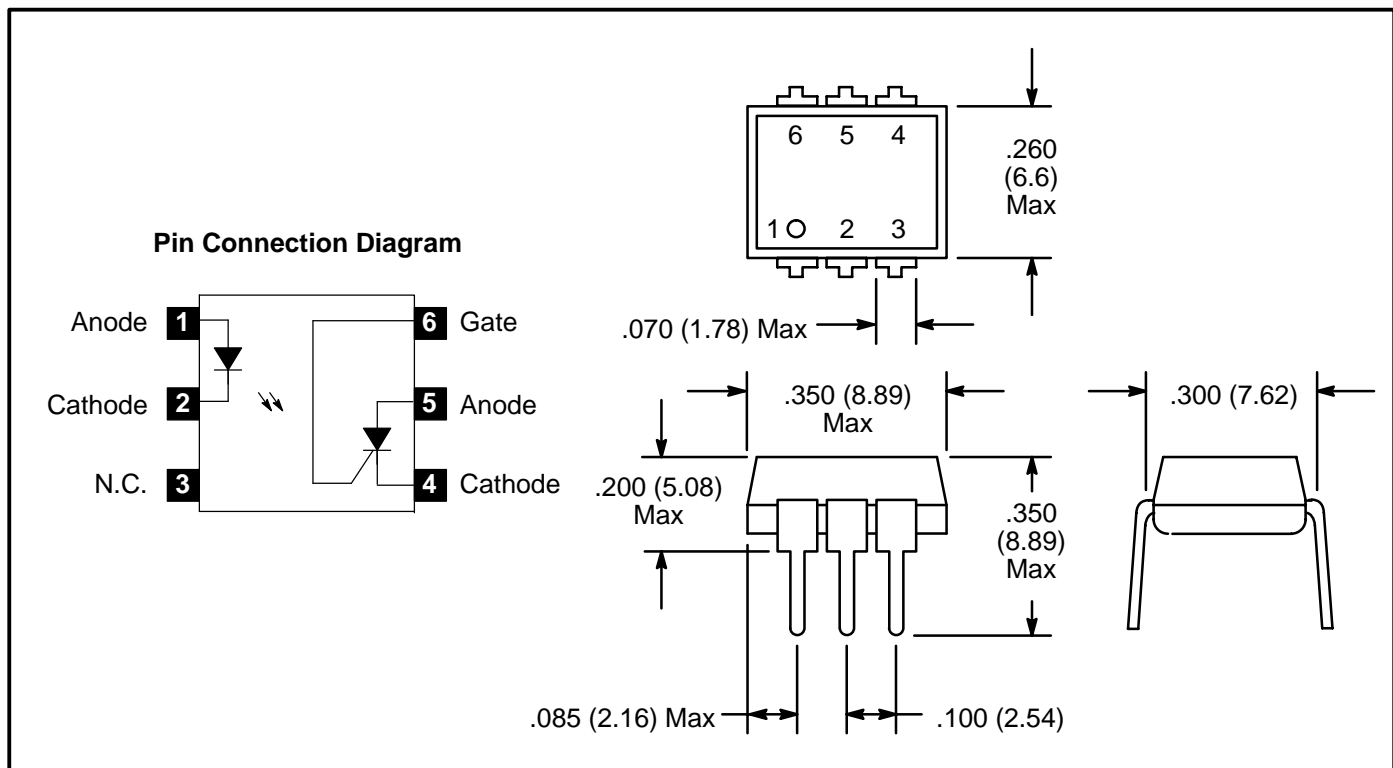 Pin Connection Diagram
Anode 1
Cathode 2
N.C. 3
6 Gate
5 Anode
4 Cathode
6 5 4
1 2 3
.260
(6.6)
Max
.070 (1.78) Max
.350 (8.89)
Max
.300 (7.62)
.200 (5.08)
Max
.350
(8.89)
Max
.085 (2.16) Max
.100 (2.54)